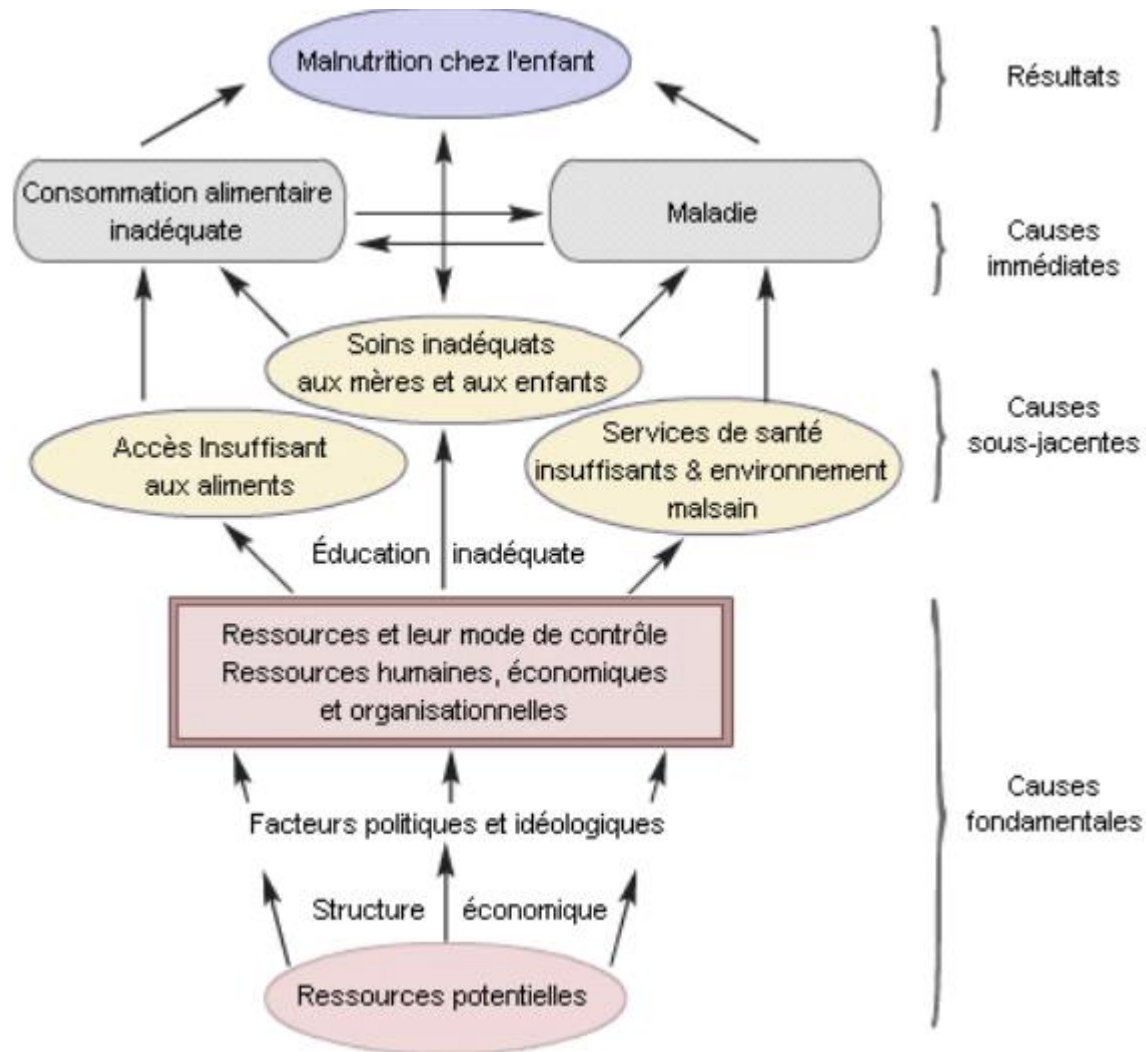 Malnutrition chez l'enfant
Résultats
Consommation alimentaire
inadéquate
Maladie
Causes
immédiates
Soins inadéquats
aux mères et aux enfants
Causes
sous-jacentes
Accès Insuffisant
aux aliments
Services de santé
insuffisants & environnement
malsain
Éducation inadéquate
Ressources et leur mode de contrôle
Ressources humaines, économiques
et organisationnelles
Causes
fondamentales
Facteurs politiques et idéologiques
Structure économique
Ressources potentielles